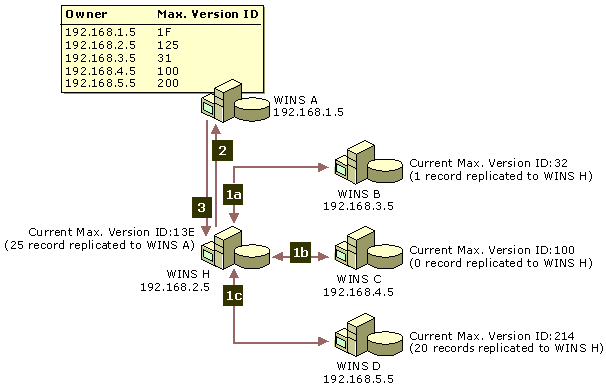 Owner Max. Version ID
192.168.1.5 1F
192.168.2.5 125
192.168.3.5 31
192.168.4.5 100
192.168.5.5 200
WINS A
192.168.1.5
2
3
1a
Current Max. Version ID:32
(1 record replicated to WINS H)
WINS B
192.168.3.5
Current Max. Version ID:13E
(25 record replicated to WINS A)
WINS H
192.168.2.5
1b
Current Max. Version ID:100
(0 record replicated to WINS H)
WINS C
192.168.4.5
1c
Current Max. Version ID:214
(20 records replicated to WINS H)
WINS D
192.168.5.5